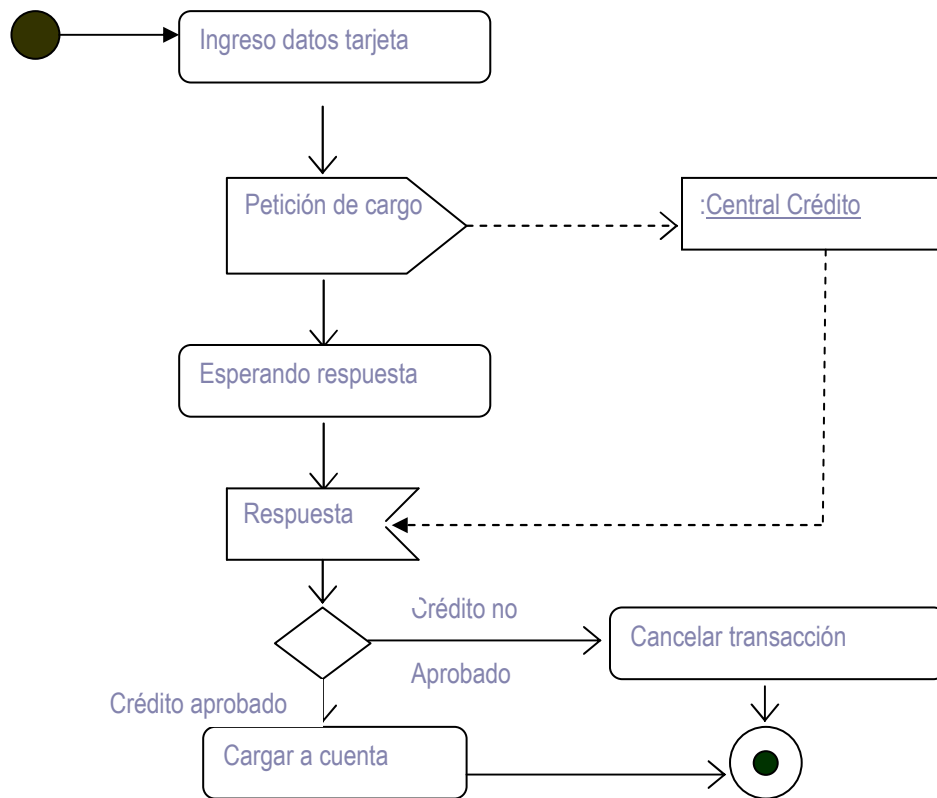 Ingreso datos tarjeta
Petición de cargo
:Central Crédito
Esperando respuesta
Respuesta
Crédito no
Aprobado
Cancelar transacción
Crédito aprobado
Cargar a cuenta